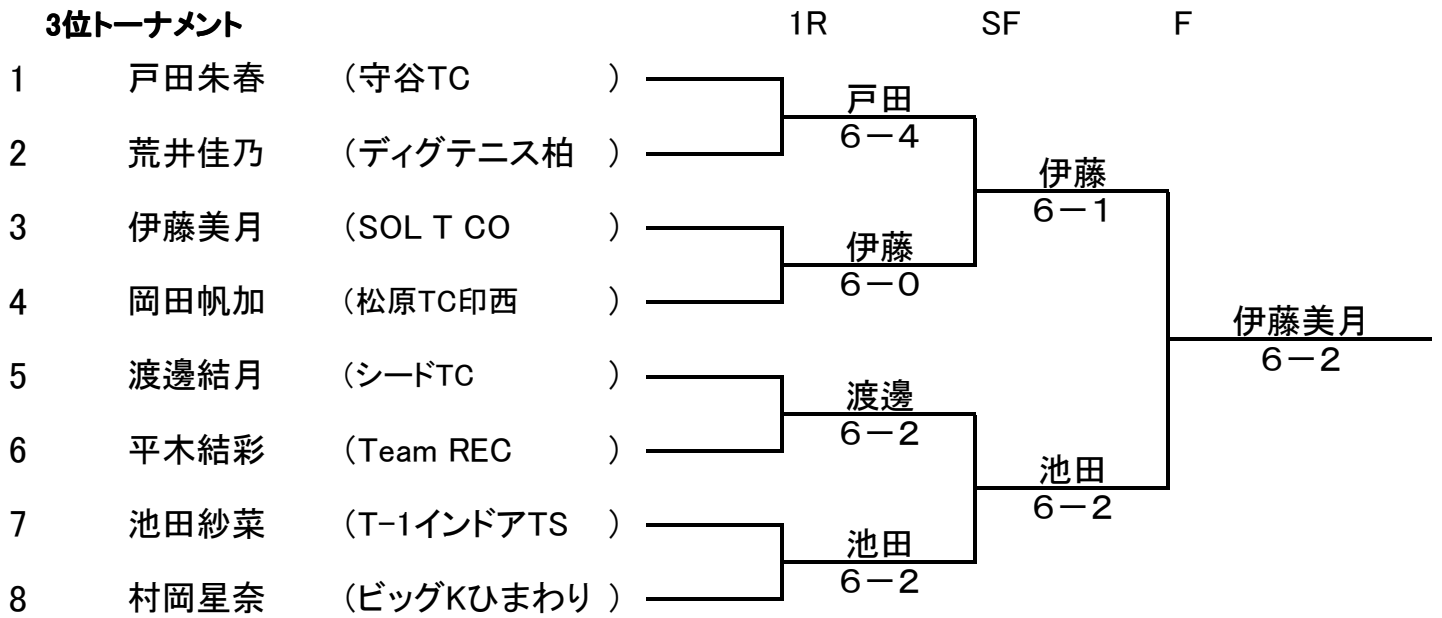 3位トーナメント 1R SF F
1 戸田朱春 (守谷TC )
戸田
2 荒井佳乃 (ディグテニス柏 )
6-4
伊藤
6-1
3 伊藤美月 (SOL T CO )
伊藤
6-0
4 岡田帆加 (松原TC印西 )
伊藤美月
6-2
5 渡邊結月 (シードTC )
渡邊
6-2
6 平木結彩 (Team REC )
池田
6-2
7 池田紗菜 (T-1インドアTS )
池田
6-2
8 村岡星奈 (ビッグKひまわり )